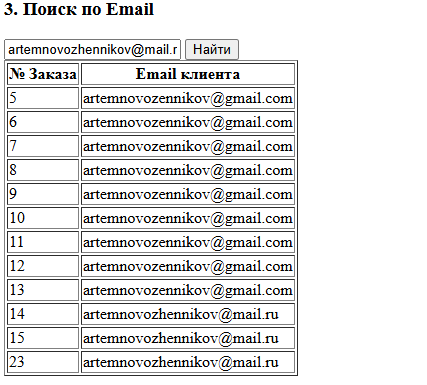 3. Поиск по Email
artemnovozhennikov@mail.r Найти
№ Заказа Email клиента
5 artemnovozennikov@gmail.com
6 artemnovozennikov@gmail.com
7 artemnovozennikov@gmail.com
8 artemnovozennikov@gmail.com
9 artemnovozennikov@gmail.com
10 artemnovozennikov@gmail.com
11 artemnovozennikov@gmail.com
12 artemnovozennikov@gmail.com
13 artemnovozennikov@gmail.com
14 artemnovozhennikov@mail.ru
15 artemnovozhennikov@mail.ru
23 artemnovozhennikov@mail.ru